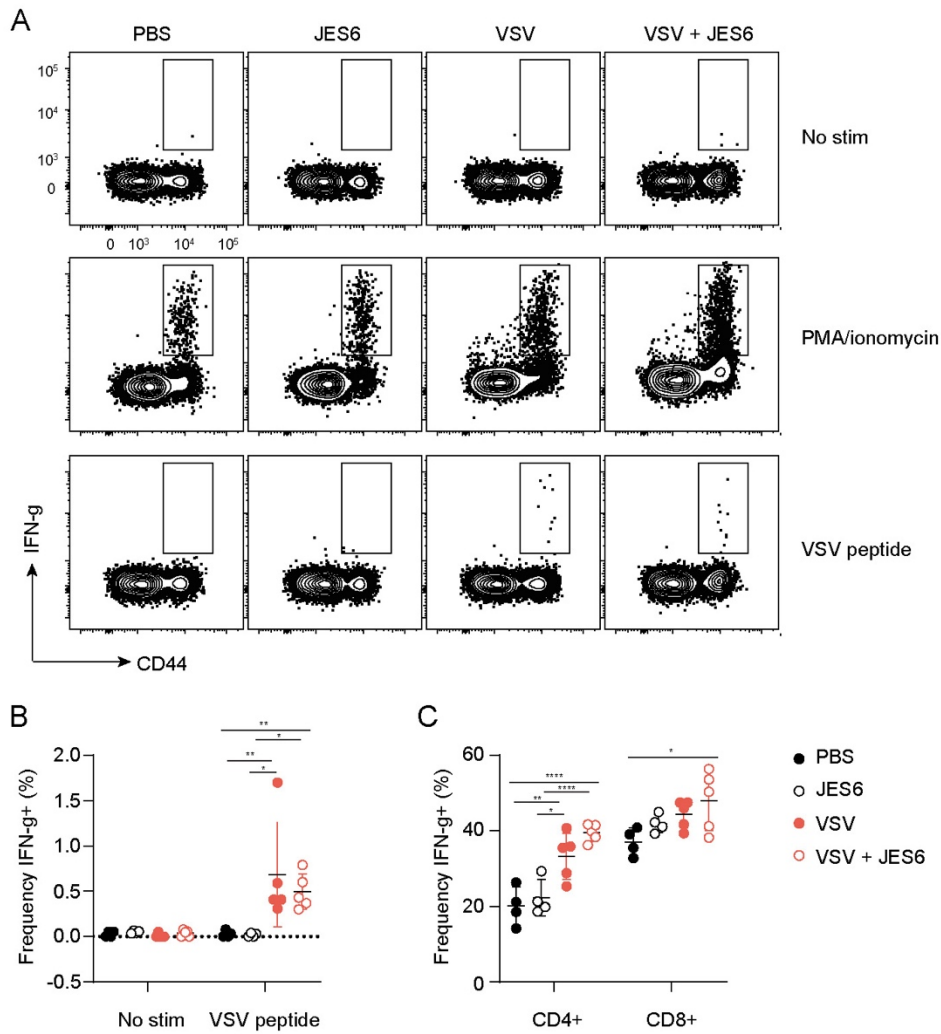 A
PBS JES6 VSV VSV + JES6
10⁵
10⁴
10³
0
No stim
0 10³ 10⁴ 10⁵
PMA/ionomycin
VSV peptide
IFN-g
CD44
B
Frequency IFN-g+ (%)
2.0
1.5
1.0
0.5
0.0
-0.5
**
*
**
*
No stim VSV peptide
C
Frequency IFN-g+ (%)
60
40
20
0
****
****
**
*
*
CD4+ CD8+
PBS
JES6
VSV
VSV + JES6